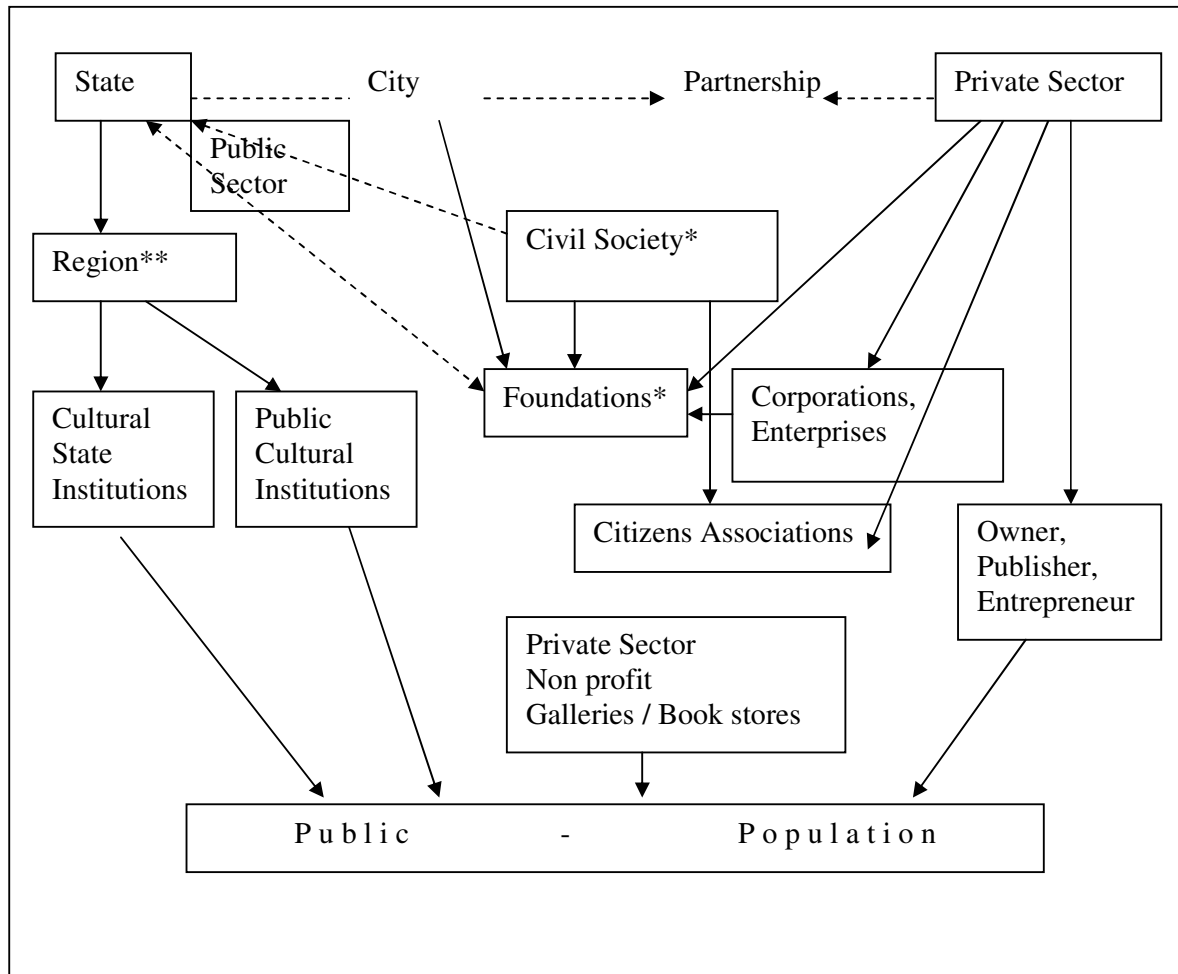 State
City
Partnership
Private Sector
Public
Sector
Civil Society*
Region**
Foundations*
Corporations,
Enterprises
Cultural
State
Institutions
Public
Cultural
Institutions
Citizens Associations
Owner,
Publisher,
Entrepreneur
Private Sector
Non profit
Galleries / Book stores
P u b l i c - P o p u l a t i o n